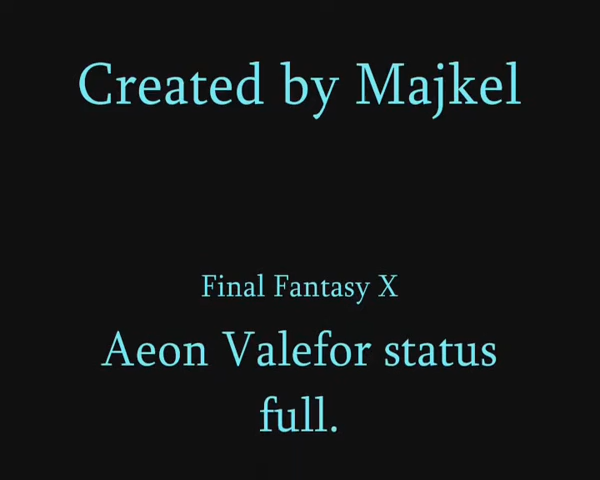 Created by Majkel
Final Fantasy X
Aeon Valefor status
full.